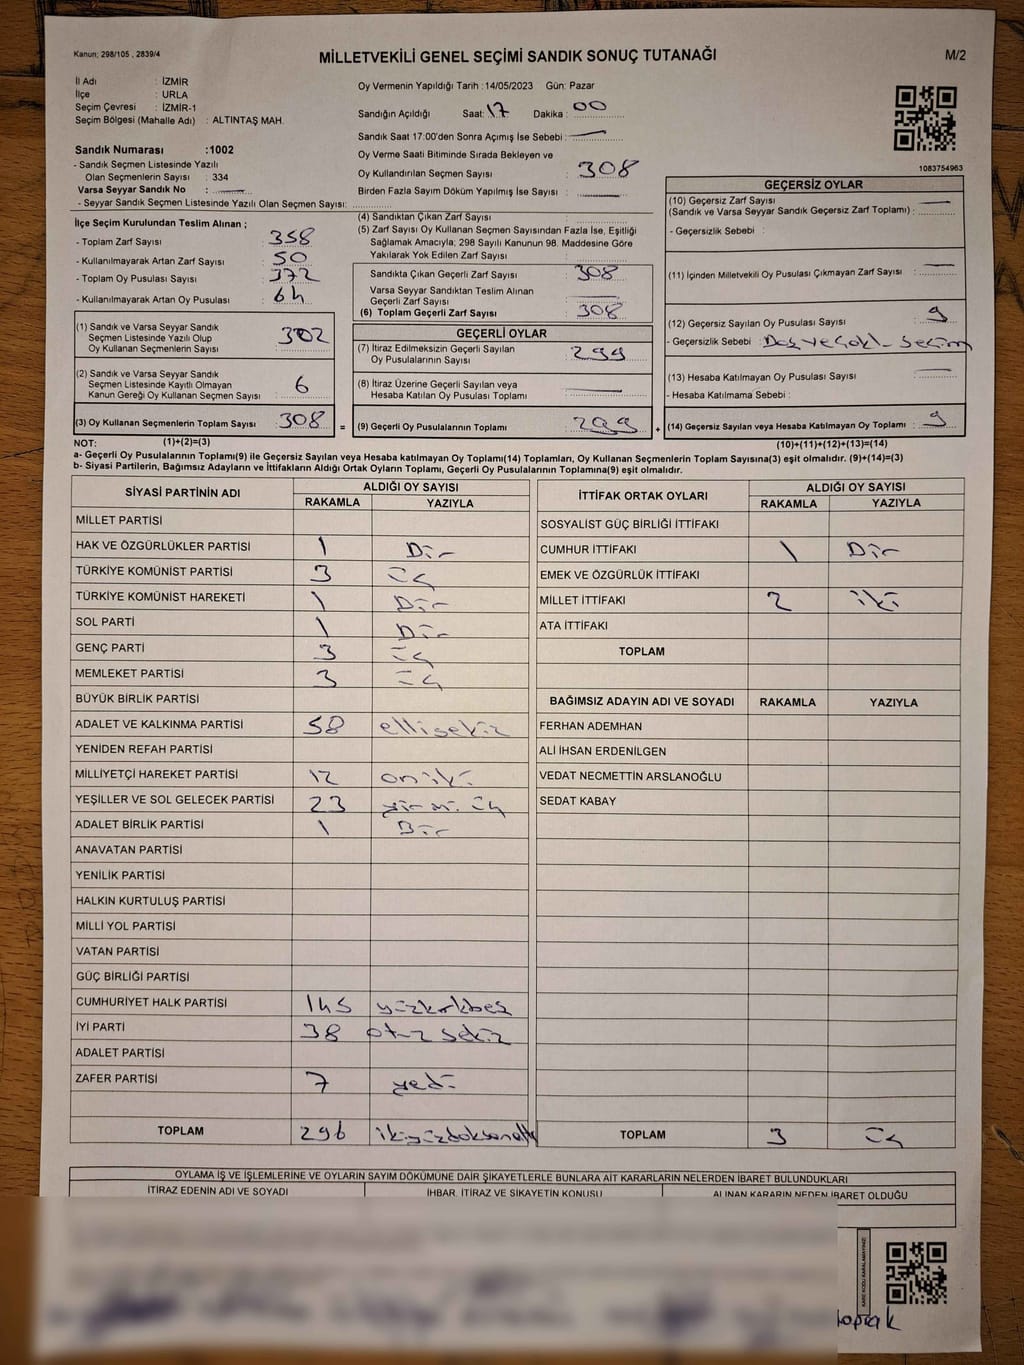 Kanun; 298/105 , 2839/4
MİLLETVEKİLİ GENEL SEÇİMİ SANDIK SONUÇ TUTANAĞI
M/2
İl Adı : İZMİR
İlçe : URLA
Seçim Çevresi : İZMİR-1
Seçim Bölgesi (Mahalle Adı) : ALTINTAŞ MAH.
Sandık Numarası :1002
- Sandık Seçmen Listesinde Yazılı
Olan Seçmenlerin Sayısı : 334
Varsa Seyyar Sandık No :
- Seyyar Sandık Seçmen Listesinde Yazılı Olan Seçmen Sayısı:
Oy Vermenin Yapıldığı Tarih :14/05/2023 Gün: Pazar
Sandığın Açıldığı Saat: 17 Dakika : 00
Sandık Saat 17:00'den Sonra Açımış İse Sebebi :
Oy Verme Saati Bitiminde Sırada Bekleyen ve
Oy Kullandırılan Seçmen Sayısı : 308
Birden Fazla Sayım Döküm Yapılmış İse Sayısı :
1083754963
İlçe Seçim Kurulundan Teslim Alınan ;
- Toplam Zarf Sayısı : 358
- Kullanılmayarak Artan Zarf Sayısı : 50
- Toplam Oy Pusulası Sayısı : 372
- Kullanılmayarak Artan Oy Pusulası : 64
(1) Sandık ve Varsa Seyyar Sandık
Seçmen Listesinde Yazılı Olup
Oy Kullanan Seçmenlerin Sayısı : 302
(2) Sandık ve Varsa Seyyar Sandık
Seçmen Listesinde Kayıtlı Olmayan
Kanun Gereği Oy Kullanan Seçmen Sayısı : 6
(3) Oy Kullanan Seçmenlerin Toplam Sayısı : 308 =
(4) Sandıktan Çıkan Zarf Sayısı :
(5) Zarf Sayısı Oy Kullanan Seçmen Sayısından Fazla İse, Eşitliği
Sağlamak Amacıyla; 298 Sayılı Kanunun 98. Maddesine Göre
Yakılarak Yok Edilen Zarf Sayısı :
Sandıkta Çıkan Geçerli Zarf Sayısı : 308
Varsa Seyyar Sandıktan Teslim Alınan
Geçerli Zarf Sayısı :
(6) Toplam Geçerli Zarf Sayısı : 308
GEÇERLİ OYLAR
(7) İtiraz Edilmeksizin Geçerli Sayılan
Oy Pusulalarının Sayısı : 299
(8) İtiraz Üzerine Geçerli Sayılan veya
Hesaba Katılan Oy Pusulası Toplamı :
(9) Geçerli Oy Pusulalarının Toplamı : 299 +
GEÇERSİZ OYLAR
(10) Geçersiz Zarf Sayısı
(Sandık ve Varsa Seyyar Sandık Geçersiz Zarf Toplamı) :
- Geçersizlik Sebebi :
(11) İçinden Milletvekili Oy Pusulası Çıkmayan Zarf Sayısı :
(12) Geçersiz Sayılan Oy Pusulası Sayısı : 9
- Geçersizlik Sebebi : Boş ve Çoklu Seçim
(13) Hesaba Katılmayan Oy Pusulası Sayısı :
- Hesaba Katılmama Sebebi :
(14) Geçersiz Sayılan veya Hesaba Katılmayan Oy Toplamı : 9
NOT: (1)+(2)=(3) (10)+(11)+(12)+(13)=(14)
a- Geçerli Oy Pusulalarının Toplamı(9) ile Geçersiz Sayılan veya Hesaba Katılmayan Oy Toplamı(14) Toplamları, Oy Kullanan Seçmenlerin Toplam Sayısına(3) eşit olmalıdır. (9)+(14)=(3)
b- Siyasi Partilerin, Bağımsız Adayların ve İttifakların Aldığı Ortak Oyların Toplamı, Geçerli Oy Pusulalarının Toplamına(9) eşit olmalıdır.
SİYASİ PARTİNİN ADI ALDIĞI OY SAYISI
RAKAMLA YAZIYLA
MİLLET PARTİSİ
HAK VE ÖZGÜRLÜKLER PARTİSİ 1 Bir
TÜRKİYE KOMÜNİST PARTİSİ 3 üç
TÜRKİYE KOMÜNİST HAREKETİ 1 Bir
SOL PARTİ 1 Bir
GENÇ PARTİ 3 üç
MEMLEKET PARTİSİ 3 üç
BÜYÜK BİRLİK PARTİSİ
ADALET VE KALKINMA PARTİSİ 58 ellisekiz
YENİDEN REFAH PARTİSİ
MİLLİYETÇİ HAREKET PARTİSİ 12 oniki
YEŞİLLER VE SOL GELECEK PARTİSİ 23 yirmi üç
ADALET BİRLİK PARTİSİ 1 Bir
ANAVATAN PARTİSİ
YENİLİK PARTİSİ
HALKIN KURTULUŞ PARTİSİ
MİLLİ YOL PARTİSİ
VATAN PARTİSİ
GÜÇ BİRLİĞİ PARTİSİ
CUMHURİYET HALK PARTİSİ 145 yüzkırkbeş
İYİ PARTİ 38 otuz sekiz
ADALET PARTİSİ
ZAFER PARTİSİ 7 yedi
TOPLAM 296 ikiyüzdoksanaltı
İTTİFAK ORTAK OYLARI ALDIĞI OY SAYISI
RAKAMLA YAZIYLA
SOSYALİST GÜÇ BİRLİĞİ İTTİFAKI
CUMHUR İTTİFAKI 1 Bir
EMEK VE ÖZGÜRLÜK İTTİFAKI
MİLLET İTTİFAKI 2 iki
ATA İTTİFAKI
TOPLAM
BAĞIMSIZ ADAYIN ADI VE SOYADI RAKAMLA YAZIYLA
FERHAN ADEMHAN
ALİ İHSAN ERDENİLGEN
VEDAT NECMETTİN ARSLANOĞLU
SEDAT KABAY
TOPLAM 3 üç
OYLAMA İŞ VE İŞLEMLERİNE VE OYLARIN SAYIM DÖKÜMÜNE DAİR ŞİKAYETLERLE BUNLARA AİT KARARLARIN NELERDEN İBARET BULUNDUKLARI
İTİRAZ EDENİN ADI VE SOYADI İHBAR, İTİRAZ VE ŞİKAYETİN KONUSU ALINAN KARARIN NEDEN İBARET OLDUĞU
KARE KODU KARALAMAYINIZ!
toprak